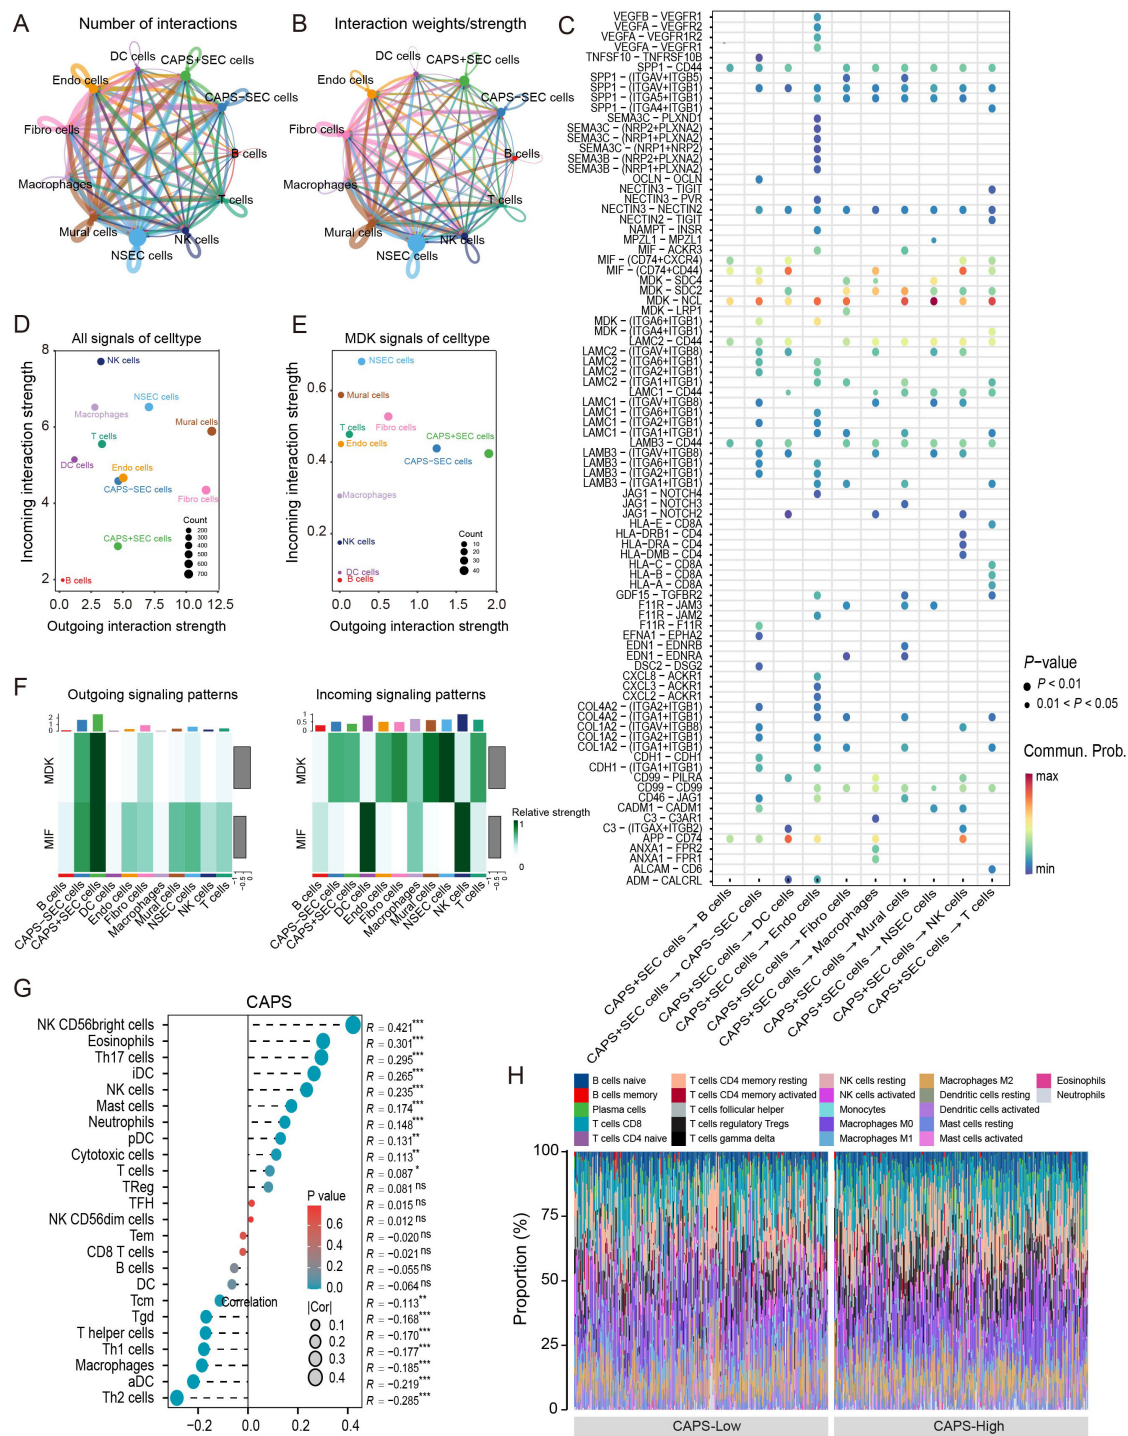 A
Number of interactions
DC cells
CAPS+SEC cells
Endo cells
CAPS−SEC cells
Fibro cells
B cells
Macrophages
T cells
Mural cells
NK cells
NSEC cells
B
Interaction weights/strength
DC cells
CAPS+SEC cells
Endo cells
CAPS−SEC cells
Fibro cells
B cells
Macrophages
T cells
Mural cells
NK cells
NSEC cells
C
VEGFB − VEGFR1
VEGFA − VEGFR2
VEGFA − VEGFR1R2
VEGFA − VEGFR1
TNFSF10 − TNFRSF10B
SPP1 − CD44
SPP1 − (ITGAV+ITGB5)
SPP1 − (ITGAV+ITGB1)
SPP1 − (ITGA5+ITGB1)
SPP1 − (ITGA4+ITGB1)
SEMA3C − PLXND1
SEMA3C − (NRP2+PLXNA2)
SEMA3C − (NRP1+PLXNA2)
SEMA3C − (NRP1+NRP2)
SEMA3B − (NRP2+PLXNA2)
SEMA3B − (NRP1+PLXNA2)
OCLN − OCLN
NECTIN3 − TIGIT
NECTIN3 − PVR
NECTIN3 − NECTIN2
NECTIN2 − TIGIT
NAMPT − INSR
MPZL1 − MPZL1
MIF − ACKR3
MIF − (CD74+CXCR4)
MIF − (CD74+CD44)
MDK − SDC4
MDK − SDC2
MDK − NCL
MDK − LRP1
MDK − (ITGA6+ITGB1)
MDK − (ITGA4+ITGB1)
LAMC2 − CD44
LAMC2 − (ITGAV+ITGB8)
LAMC2 − (ITGA6+ITGB1)
LAMC2 − (ITGA2+ITGB1)
LAMC2 − (ITGA1+ITGB1)
LAMC1 − CD44
LAMC1 − (ITGAV+ITGB8)
LAMC1 − (ITGA6+ITGB1)
LAMC1 − (ITGA2+ITGB1)
LAMC1 − (ITGA1+ITGB1)
LAMB3 − CD44
LAMB3 − (ITGAV+ITGB8)
LAMB3 − (ITGA6+ITGB1)
LAMB3 − (ITGA2+ITGB1)
LAMB3 − (ITGA1+ITGB1)
JAG1 − NOTCH4
JAG1 − NOTCH3
JAG1 − NOTCH2
HLA−E − CD8A
HLA−DRB1 − CD4
HLA−DRA − CD4
HLA−DMB − CD4
HLA−C − CD8A
HLA−B − CD8A
HLA−A − CD8A
GDF15 − TGFBR2
F11R − JAM3
F11R − JAM2
F11R − F11R
EFNA1 − EPHA2
EDN1 − EDNRB
EDN1 − EDNRA
DSC2 − DSG2
CXCL8 − ACKR1
CXCL3 − ACKR1
CXCL2 − ACKR1
COL4A2 − (ITGA2+ITGB1)
COL4A2 − (ITGA1+ITGB1)
COL1A2 − (ITGAV+ITGB8)
COL1A2 − (ITGA2+ITGB1)
COL1A2 − (ITGA1+ITGB1)
CDH1 − CDH1
CDH1 − (ITGA1+ITGB1)
CD99 − PILRA
CD99 − CD99
CD46 − JAG1
CADM1 − CADM1
C3 − C3AR1
C3 − (ITGAX+ITGB2)
APP − CD74
ANXA1 − FPR2
ANXA1 − FPR1
ALCAM − CD6
ADM − CALCRL
CAPS+SEC cells → B cells
CAPS+SEC cells → CAPS−SEC cells
CAPS+SEC cells → DC cells
CAPS+SEC cells → Endo cells
CAPS+SEC cells → Fibro cells
CAPS+SEC cells → Macrophages
CAPS+SEC cells → Mural cells
CAPS+SEC cells → NSEC cells
CAPS+SEC cells → NK cells
CAPS+SEC cells → T cells
P−value
P < 0.01
0.01 < P < 0.05
Commun. Prob.
max
min
D
All signals of celltype
Incoming interaction strength
8
6
4
2
NK cells
Macrophages
NSEC cells
Mural cells
T cells
DC cells
Endo cells
CAPS−SEC cells
Fibro cells
CAPS+SEC cells
B cells
Count
200
300
400
500
600
700
0.0 2.5 5.0 7.5 10.0 12.5
Outgoing interaction strength
E
MDK signals of celltype
Incoming interaction strength
0.6
0.4
0.2
NSEC cells
Mural cells
Fibro cells
T cells
Endo cells
CAPS+SEC cells
CAPS−SEC cells
Macrophages
NK cells
DC cells
B cells
Count
10
20
30
40
0.0 0.5 1.0 1.5 2.0
Outgoing interaction strength
F
Outgoing signaling patterns
2
1
0
MDK
MIF
B cells
CAPS−SEC cells
CAPS+SEC cells
DC cells
Endo cells
Fibro cells
Macrophages
Mural cells
NSEC cells
NK cells
T cells
−1
−0.5
0
Incoming signaling patterns
1
0.5
0
MDK
MIF
B cells
CAPS−SEC cells
CAPS+SEC cells
DC cells
Endo cells
Fibro cells
Macrophages
Mural cells
NSEC cells
NK cells
T cells
−1
−0.5
0
Relative strength
1
0
G
CAPS
NK CD56bright cells R = 0.421***
Eosinophils R = 0.301***
Th17 cells R = 0.295***
iDC R = 0.265***
NK cells R = 0.235***
Mast cells R = 0.174***
Neutrophils R = 0.148***
pDC R = 0.131**
Cytotoxic cells R = 0.113**
T cells R = 0.087*
TReg R = 0.081 ns
TFH R = 0.015 ns
NK CD56dim cells R = 0.012 ns
Tem R = −0.020 ns
CD8 T cells R = −0.021 ns
B cells R = −0.055 ns
DC R = −0.064 ns
Tcm R = −0.113**
Tgd R = −0.168***
T helper cells R = −0.170***
Th1 cells R = −0.177***
Macrophages R = −0.185***
aDC R = −0.219***
Th2 cells R = −0.285***
Correlation
P value
0.6
0.4
0.2
0.0
|Cor|
0.1
0.2
0.3
0.4
−0.2 0.0 0.2 0.4
H
B cells naive
B cells memory
Plasma cells
T cells CD8
T cells CD4 naive
T cells CD4 memory resting
T cells CD4 memory activated
T cells follicular helper
T cells regulatory Tregs
T cells gamma delta
NK cells resting
NK cells activated
Monocytes
Macrophages M0
Macrophages M1
Macrophages M2
Dendritic cells resting
Dendritic cells activated
Mast cells resting
Mast cells activated
Eosinophils
Neutrophils
Proportion (%)
100
75
50
25
0
CAPS-Low
CAPS-High